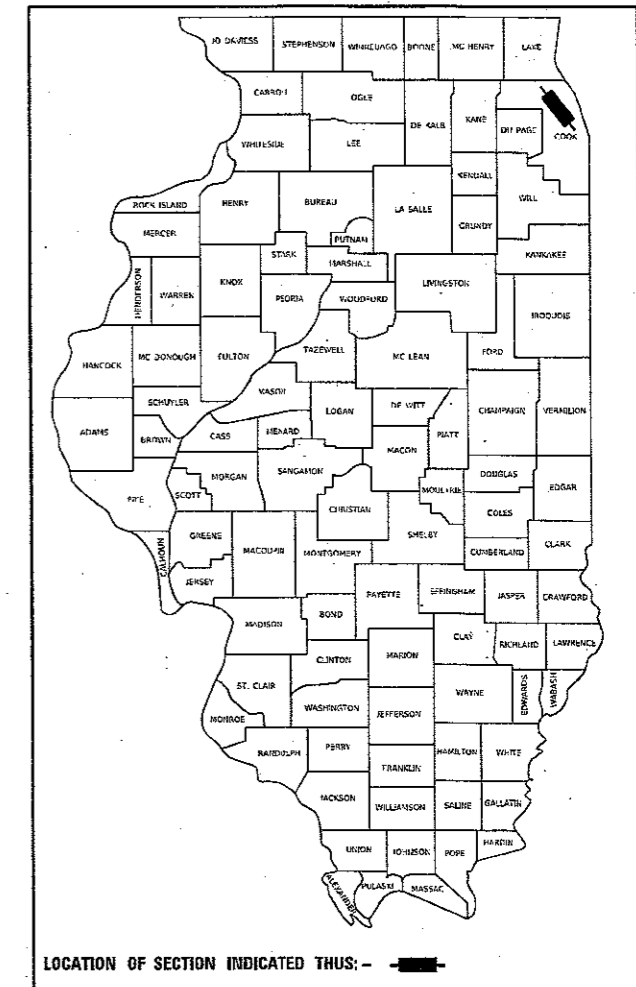 JO DAVIESS STEPHENSON WINNEBAGO BOONE MC HENRY LAKE
CARROLL OGLE DE KALB KANE DU PAGE COOK
WHITESIDE LEE
KENDALL
ROCK ISLAND HENRY BUREAU LA SALLE GRUNDY WILL
MERCER STARK PUTNAM
MARSHALL KANKAKEE
HENDERSON WARREN KNOX PEORIA WOODFORD LIVINGSTON
IROQUOIS
HANCOCK MC DONOUGH FULTON TAZEWELL MC LEAN FORD
SCHUYLER MASON
ADAMS BROWN CASS MENARD LOGAN DE WITT CHAMPAIGN VERMILION
PIATT
MACON
PIKE SCOTT MORGAN SANGAMON DOUGLAS
MOULTRIE EDGAR
CHRISTIAN COLES
CALHOUN GREENE MACOUPIN MONTGOMERY SHELBY
CUMBERLAND CLARK
JERSEY
FAYETTE EFFINGHAM JASPER CRAWFORD
MADISON BOND
CLAY RICHLAND LAWRENCE
CLINTON MARION
ST. CLAIR WAYNE EDWARDS WABASH
WASHINGTON JEFFERSON
MONROE
RANDOLPH PERRY HAMILTON WHITE
FRANKLIN
JACKSON WILLIAMSON SALINE GALLATIN
UNION JOHNSON POPE HARDIN
ALEXANDER PULASKI MASSAC
LOCATION OF SECTION INDICATED THUS: -